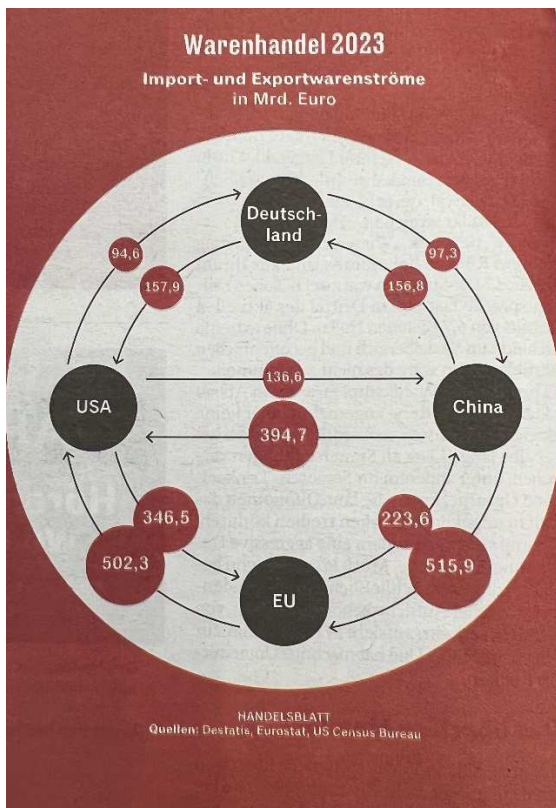 Warenhandel 2023
Import- und Exportwarenströme
in Mrd. Euro
Deutsch-
land
94,6
97,3
157,9
156,8
136,6
USA
China
394,7
346,5
223,6
502,3
515,9
EU
HANDELSBLATT
Quellen: Destatis, Eurostat, US Census Bureau